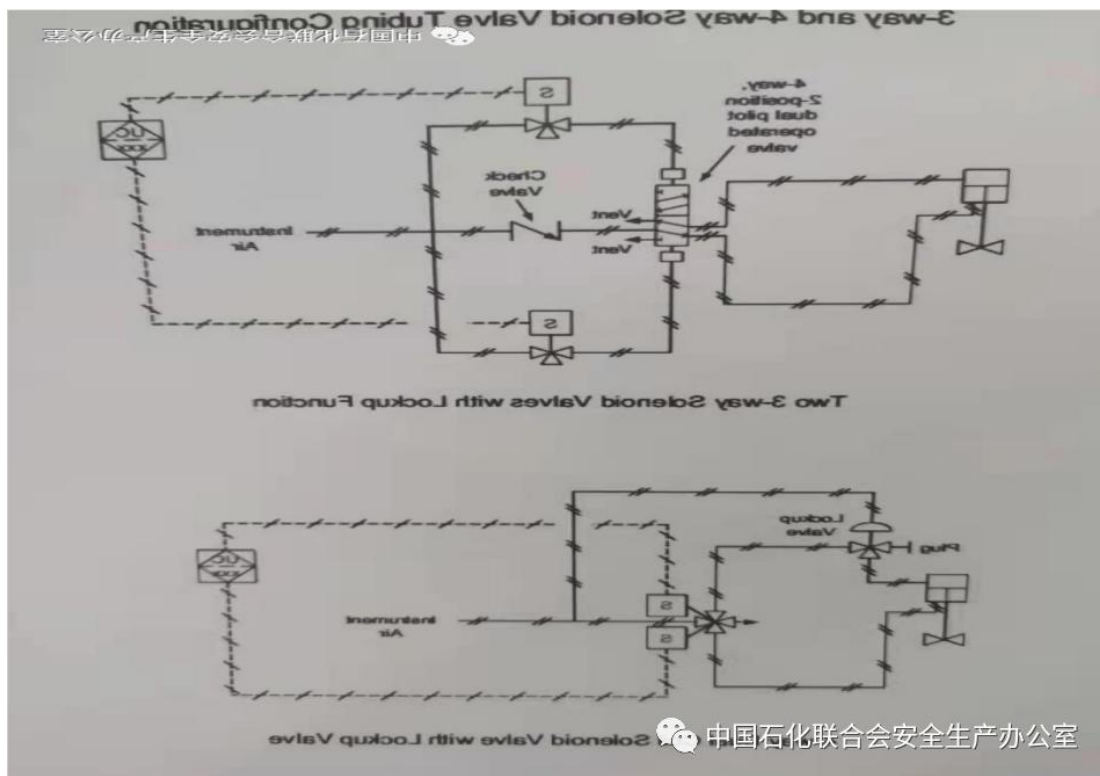 3-way and 4-way Solenoid Valve Tubing Configuration
中国石化联合会安全生产办公室
S
4-way,
2-position
dual pilot
operated
valve
UC
XXX
Check
Valve
Vent
Instrument
Air
Vent
S
Two 3-way Solenoid Valves with Lockup Function
Lockup
Valve
Plug
UC
XXX
S
Instrument
Air
S
Solenoid Valve with Lockup Valve
中国石化联合会安全生产办公室